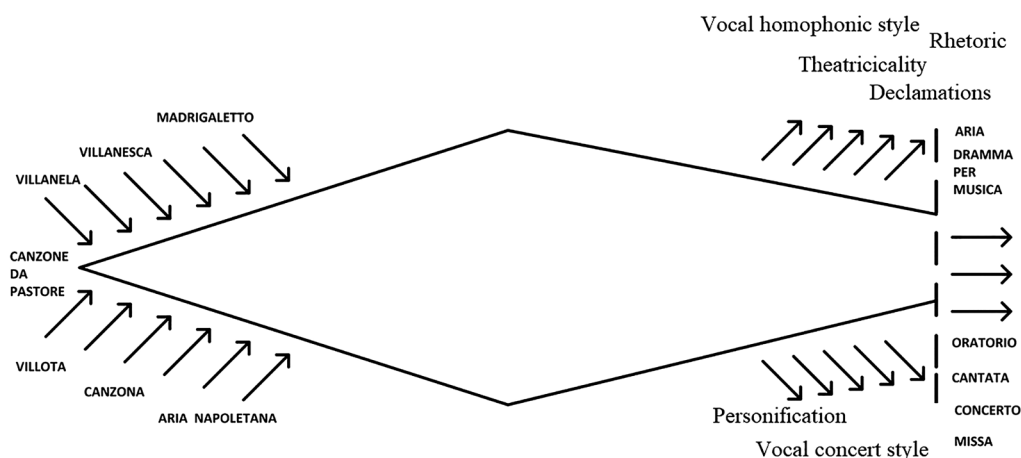 Vocal homophonic style
Rhetoric
Theatricicality
Declamations
MADRIGALETTO
VILLANESCA
VILLANELA
CANZONE
DA
PASTORE
VILLOTA
CANZONA
ARIA NAPOLETANA
ARIA
DRAMMA
PER
MUSICA
ORATORIO
CANTATA
CONCERTO
MISSA
Personification
Vocal concert style